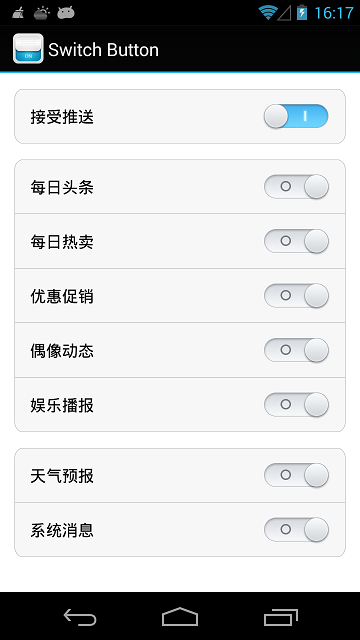 16:17
Switch Button
接受推送
每日头条
每日热卖
优惠促销
偶像动态
娱乐播报
天气预报
系统消息